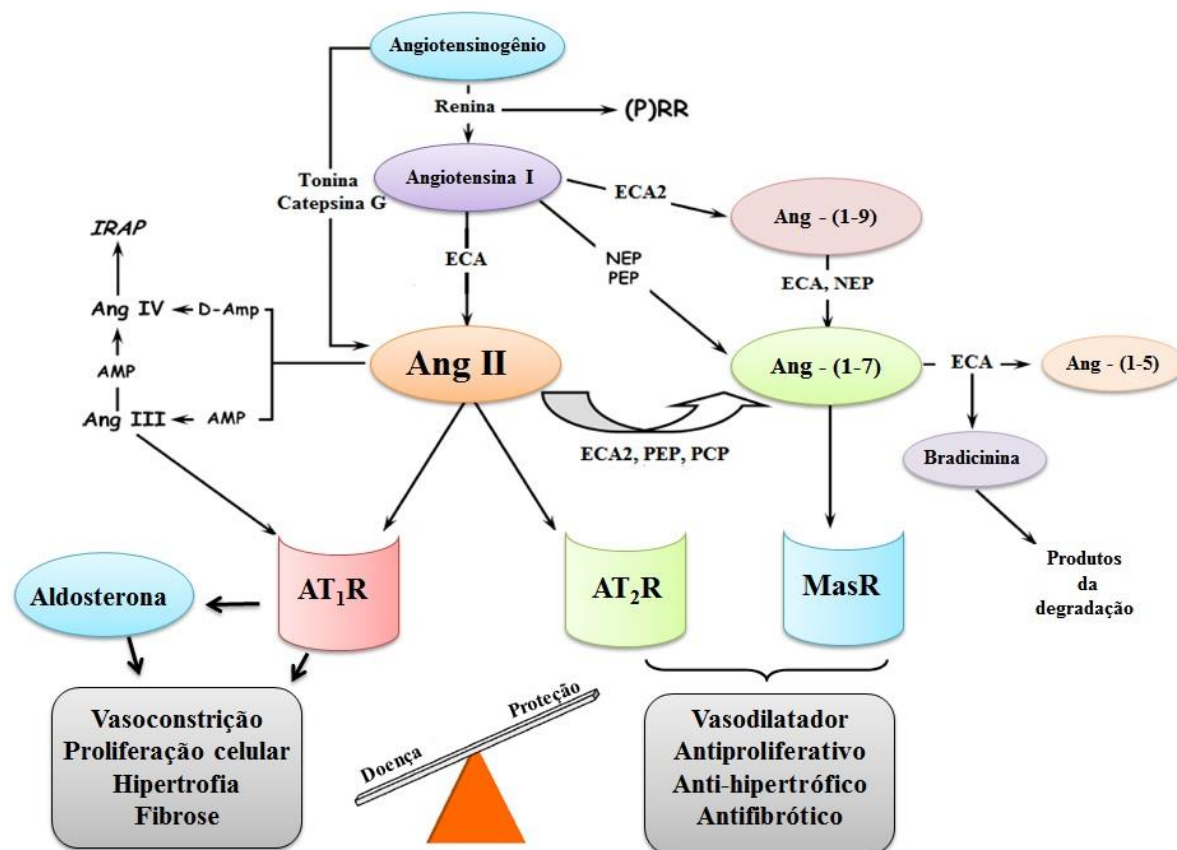 Angiotensinogênio
Renina
(P)RR
Tonina
Catepsina G
Angiotensina I
ECA2
Ang - (1-9)
IRAP
ECA
NEP
PEP
ECA, NEP
Ang IV
D-Amp
Ang II
Ang - (1-7)
ECA
Ang - (1-5)
AMP
Ang III
AMP
ECA2, PEP, PCP
Bradicinina
Produtos
da
degradação
Aldosterona
AT₁R
AT₂R
MasR
Vasoconstrição
Proliferação celular
Hipertrofia
Fibrose
Doença
Proteção
Vasodilatador
Antiproliferativo
Anti-hipertrófico
Antifibrótico